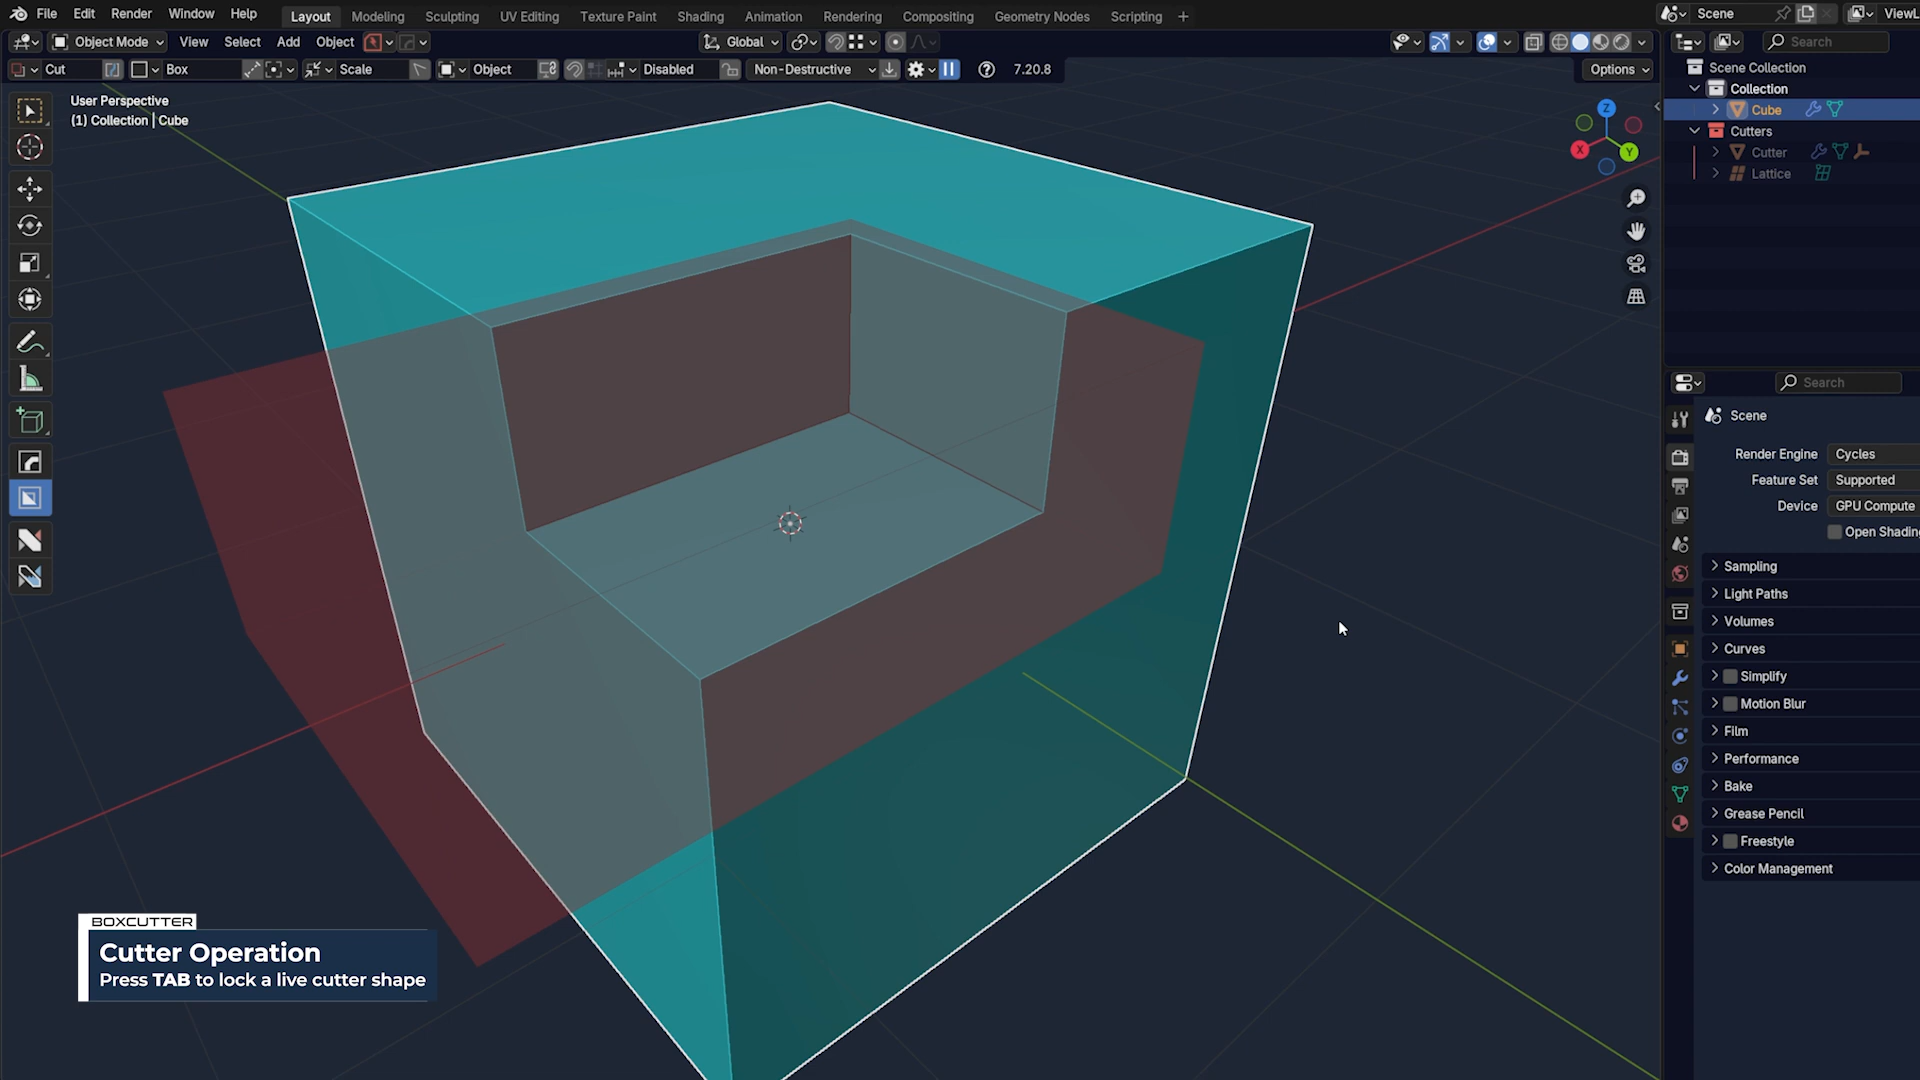 File Edit Render Window Help
Layout Modeling Sculpting UV Editing Texture Paint Shading Animation Rendering Compositing Geometry Nodes Scripting +
Scene
ViewL
Object Mode View Select Add Object
Global
Search
Cut Box Scale Object Disabled Non-Destructive 7.20.8
Options
User Perspective
(1) Collection | Cube
Z
X
Y
Scene Collection
Collection
Cube
Cutters
Cutter
Lattice
Search
Scene
Render Engine Cycles
Feature Set Supported
Device GPU Compute
Open Shading
Sampling
Light Paths
Volumes
Curves
Simplify
Motion Blur
Film
Performance
Bake
Grease Pencil
Freestyle
Color Management
BOXCUTTER
Cutter Operation
Press TAB to lock a live cutter shape